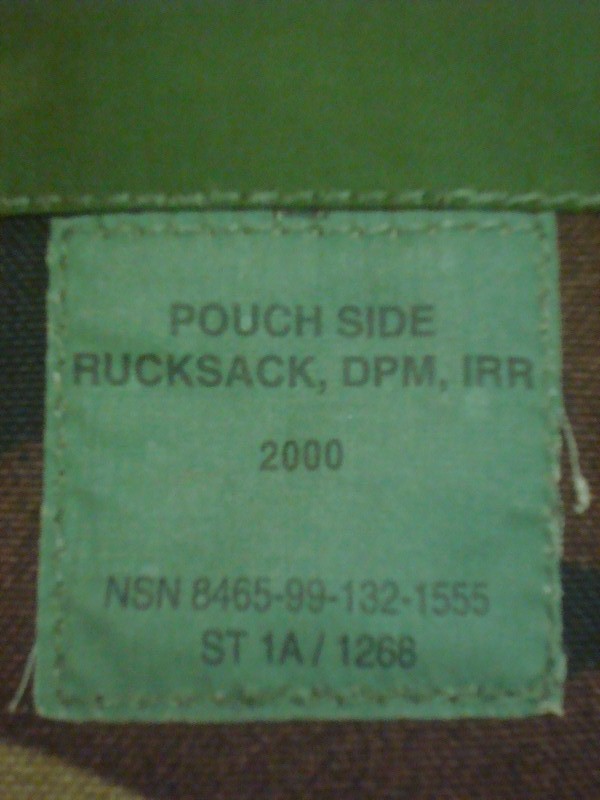 POUCH SIDE
RUCKSACK, DPM, IRR
2000
NSN 8465-99-132-1555
ST 1A / 1268